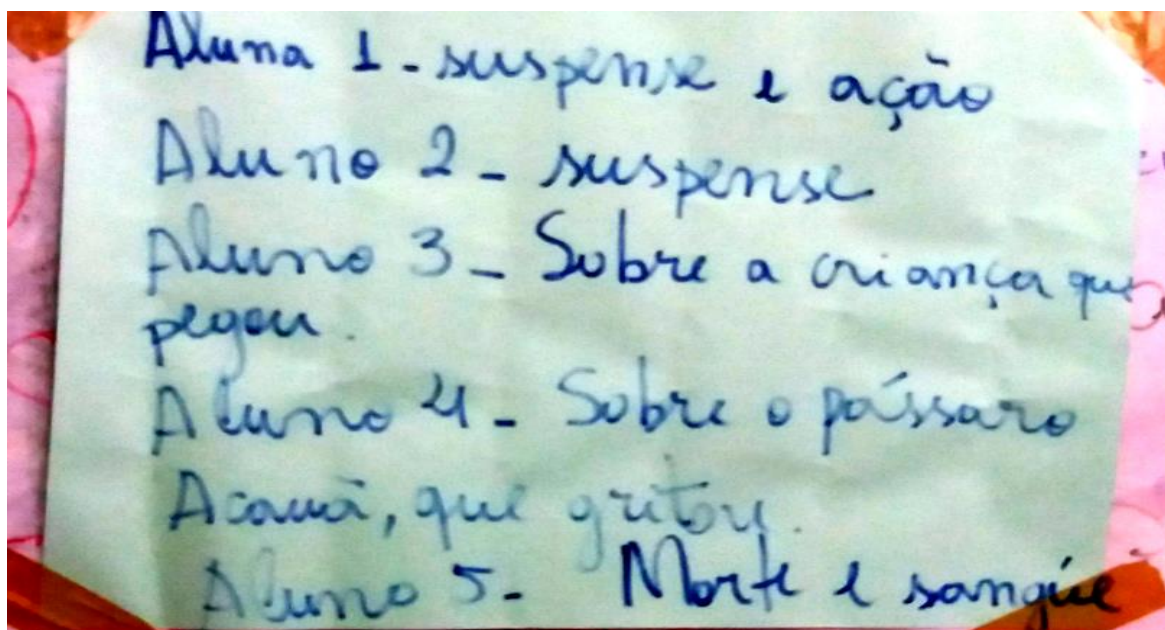 Aluna 1 - suspense e ação
Aluno 2 - suspense
Aluno 3 - Sobre a criança que
pegou.
Aluno 4 - Sobre o pássaro
Acauã, que gritou.
Aluno 5 - Morte e sangúe